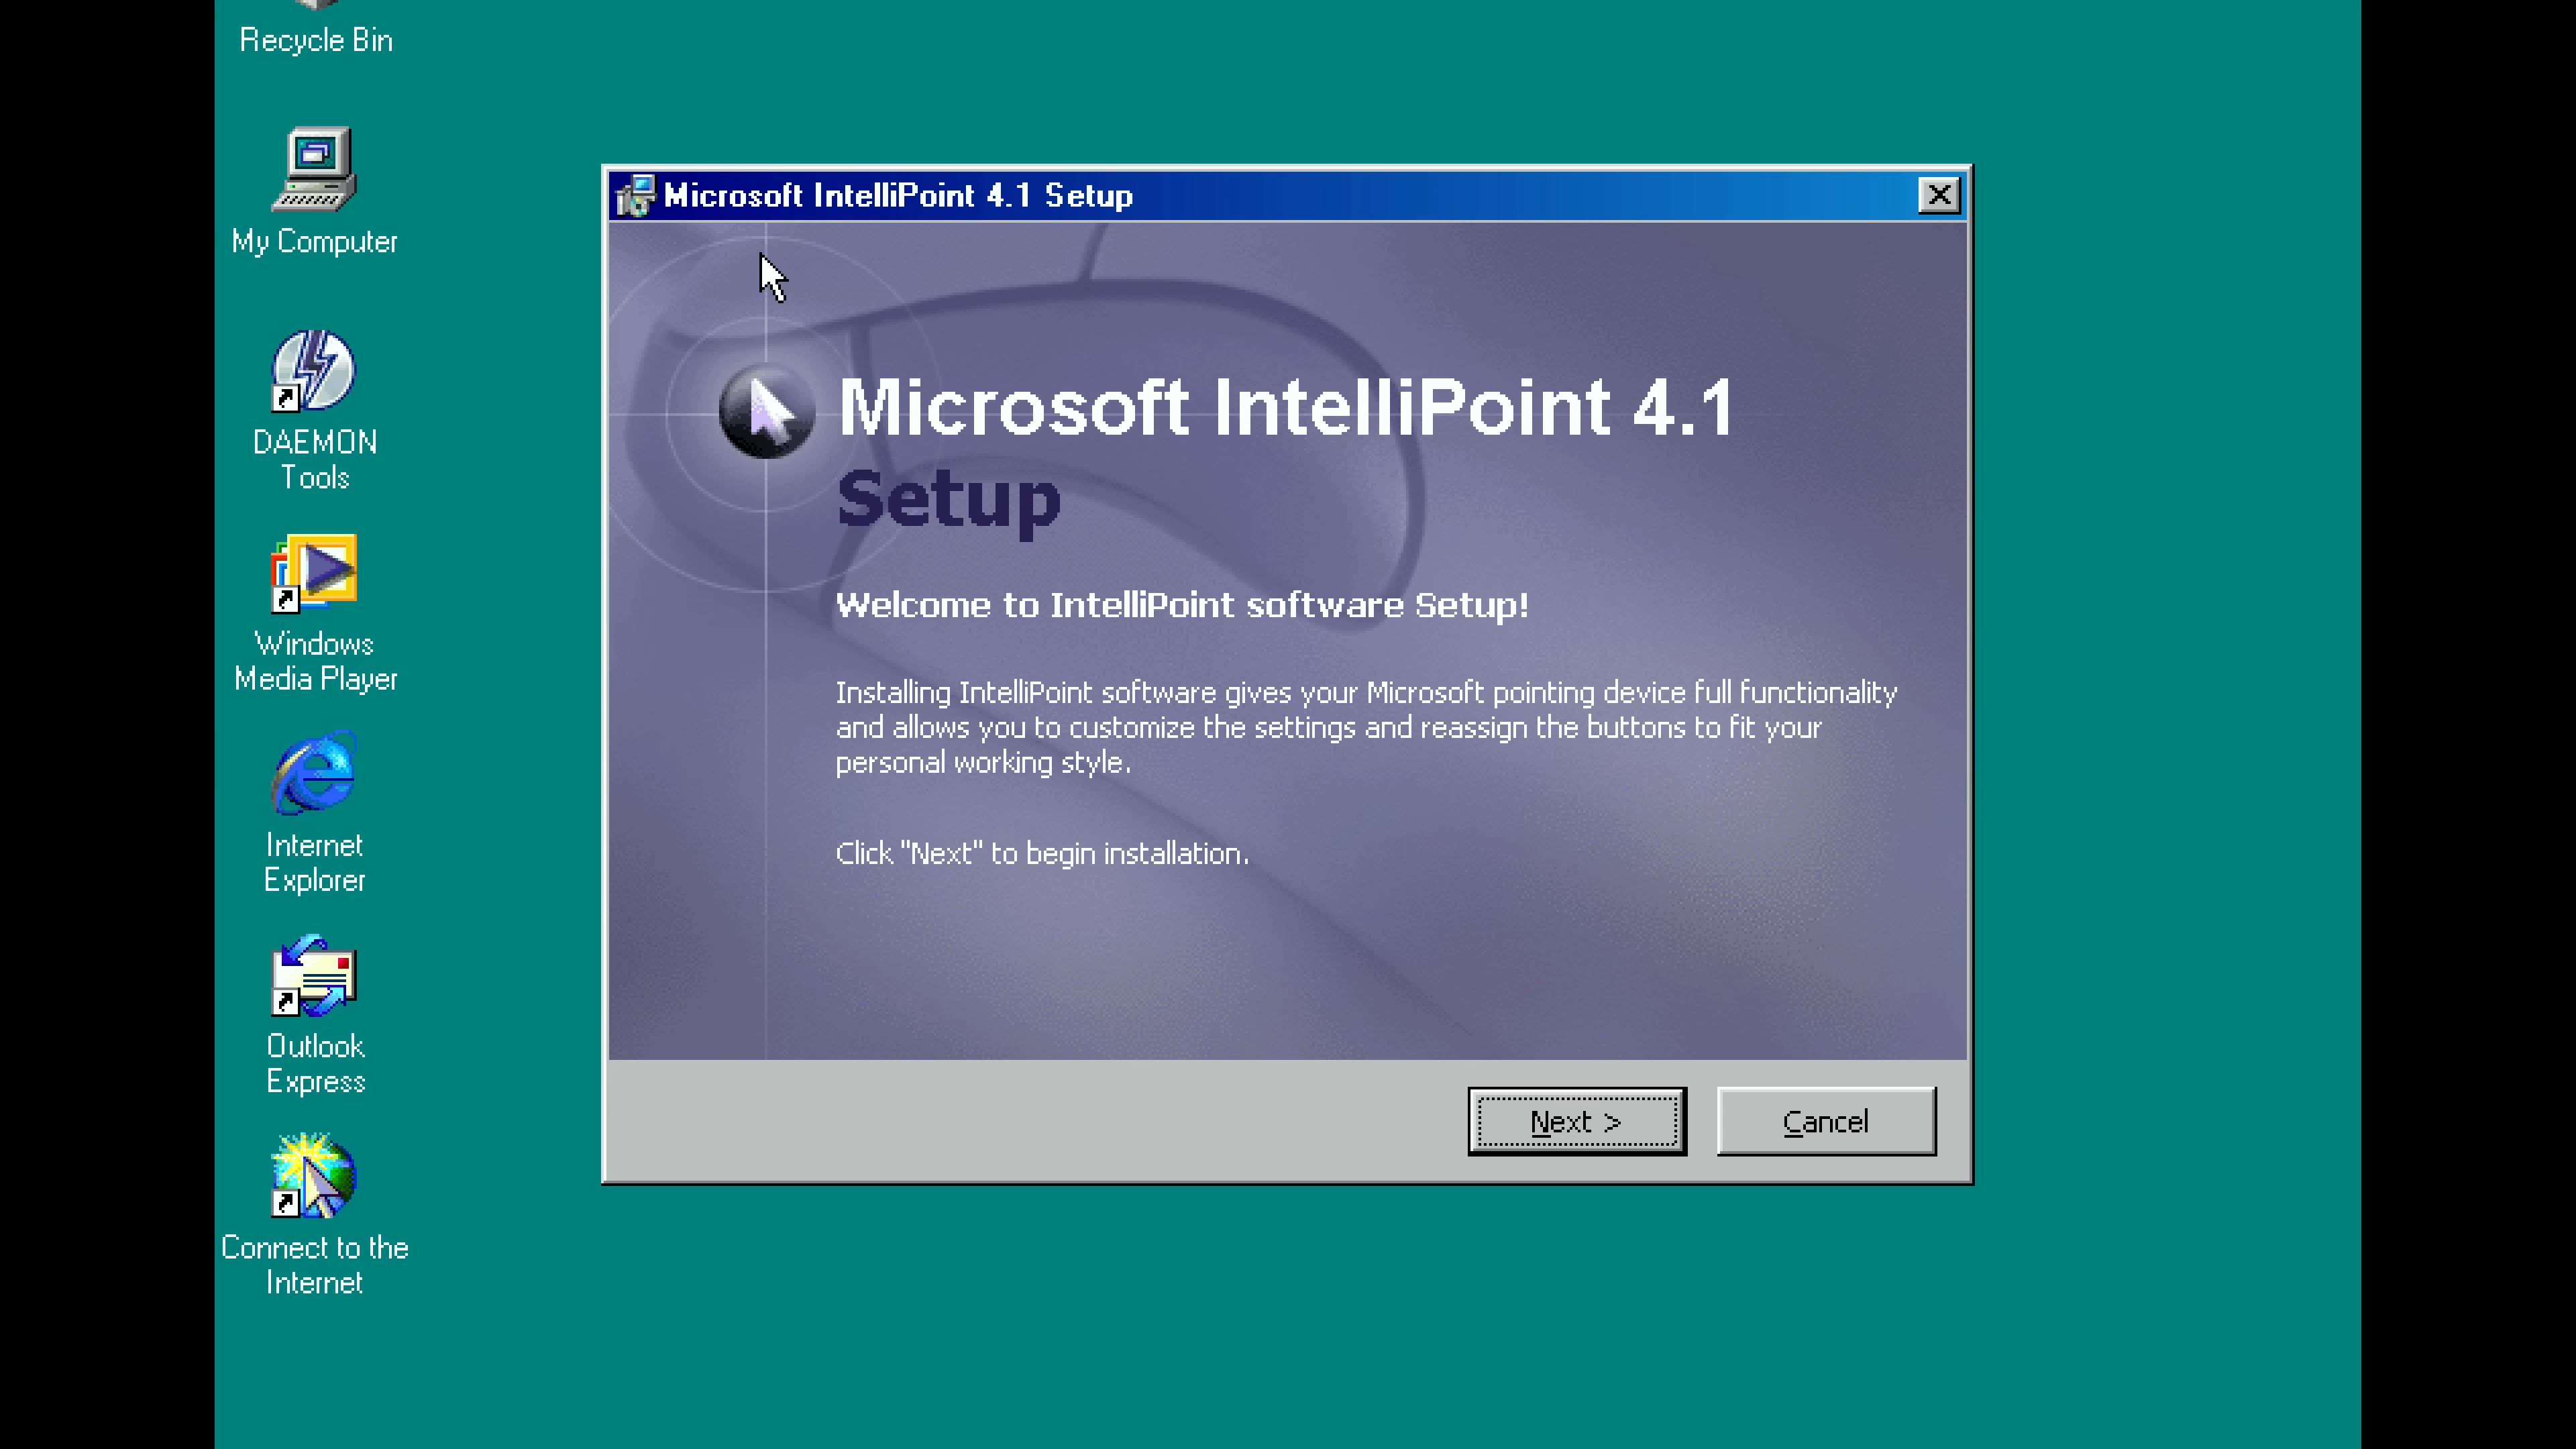 Recycle Bin
My Computer
DAEMON
Tools
Windows
Media Player
Internet
Explorer
Outlook
Express
Connect to the
Internet
Microsoft IntelliPoint 4.1 Setup
Microsoft IntelliPoint 4.1
Setup
Welcome to IntelliPoint software Setup!
Installing IntelliPoint software gives your Microsoft pointing device full functionality
and allows you to customize the settings and reassign the buttons to fit your
personal working style.
Click "Next" to begin installation.
Next >
Cancel